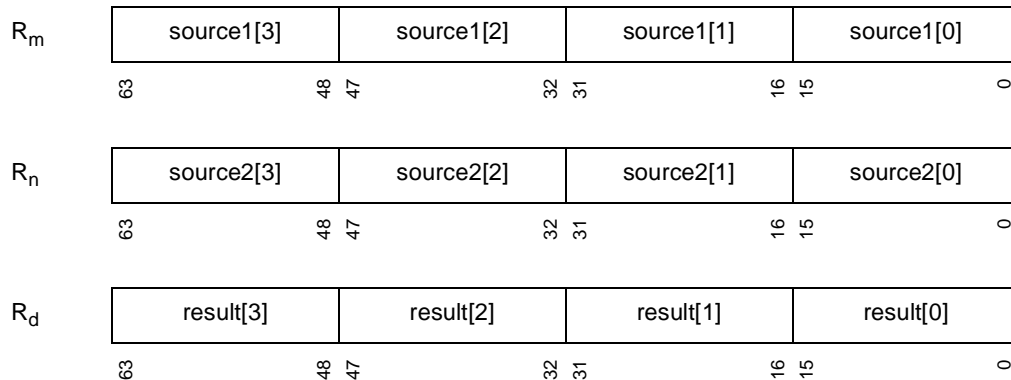 Rm source1[3] source1[2] source1[1] source1[0]
63 48 47 32 31 16 15 0
Rn source2[3] source2[2] source2[1] source2[0]
63 48 47 32 31 16 15 0
Rd result[3] result[2] result[1] result[0]
63 48 47 32 31 16 15 0